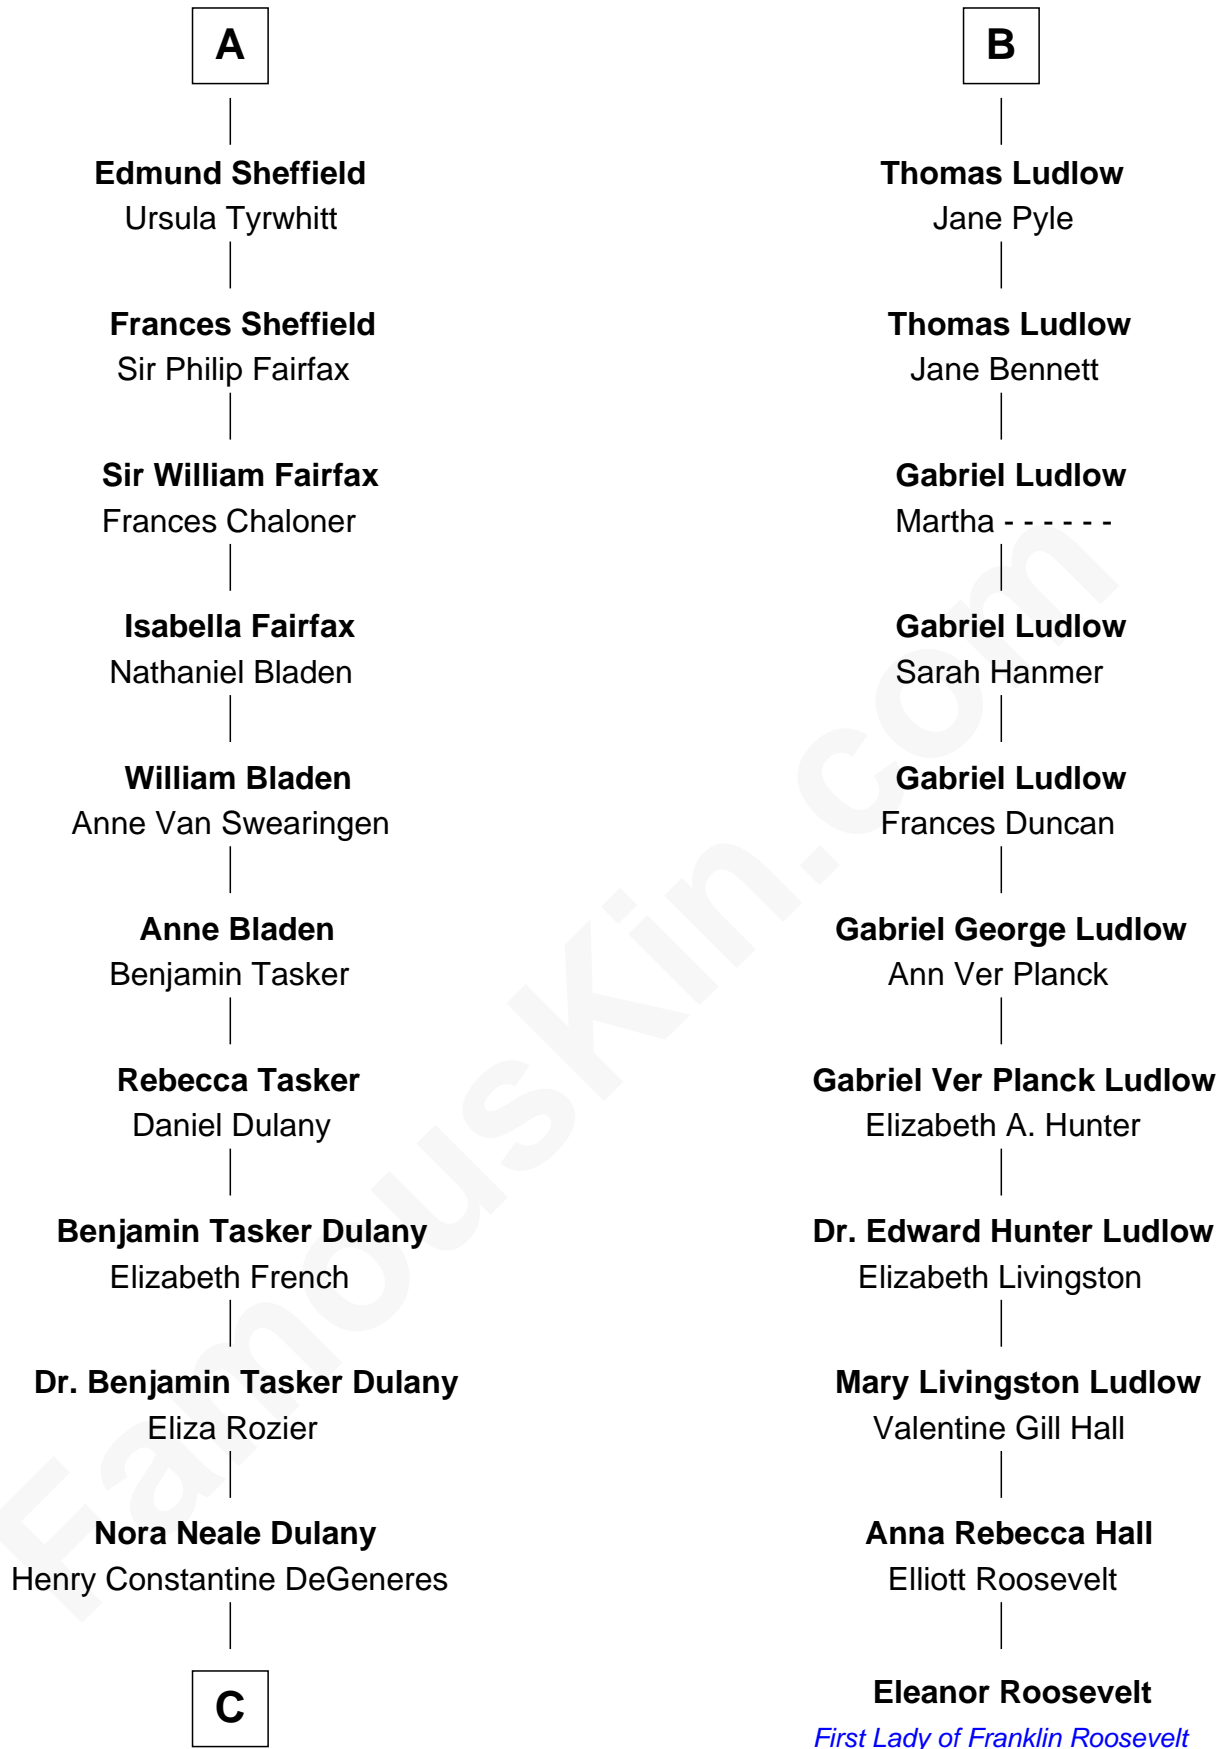 A
Edmund Sheffield
Ursula Tyrwhitt
Frances Sheffield
Sir Philip Fairfax
Sir William Fairfax
Frances Chaloner
Isabella Fairfax
Nathaniel Bladen
William Bladen
Anne Van Swearingen
Anne Bladen
Benjamin Tasker
Rebecca Tasker
Daniel Dulany
Benjamin Tasker Dulany
Elizabeth French
Dr. Benjamin Tasker Dulany
Eliza Rozier
Nora Neale Dulany
Henry Constantine DeGeneres
C
B
Thomas Ludlow
Jane Pyle
Thomas Ludlow
Jane Bennett
Gabriel Ludlow
Martha - - - - - -
Gabriel Ludlow
Sarah Hanmer
Gabriel Ludlow
Frances Duncan
Gabriel George Ludlow
Ann Ver Planck
Gabriel Ver Planck Ludlow
Elizabeth A. Hunter
Dr. Edward Hunter Ludlow
Elizabeth Livingston
Mary Livingston Ludlow
Valentine Gill Hall
Anna Rebecca Hall
Elliott Roosevelt
Eleanor Roosevelt
First Lady of Franklin Roosevelt
FamousKin.com